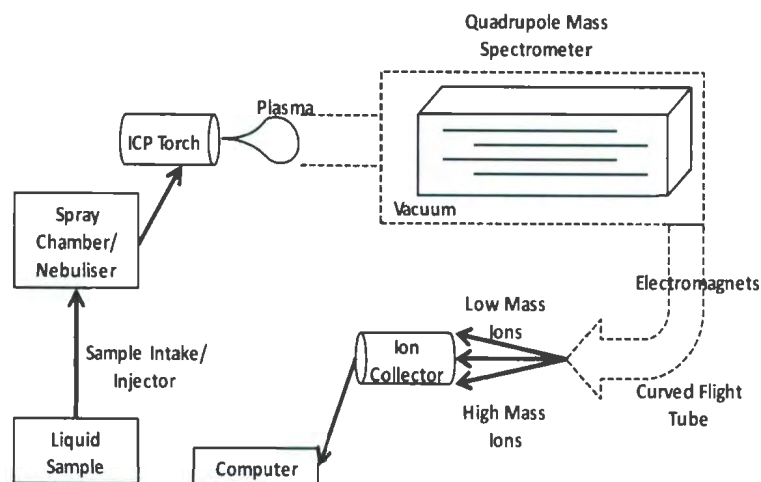 Quadrupole Mass
Spectrometer
Plasma
ICP Torch
Vacuum
Spray
Chamber/
Nebuliser
Electromagnets
Low Mass
Ions
Ion
Collector
Sample Intake/
Injector
High Mass
Ions
Curved Flight
Tube
Liquid
Sample
Computer